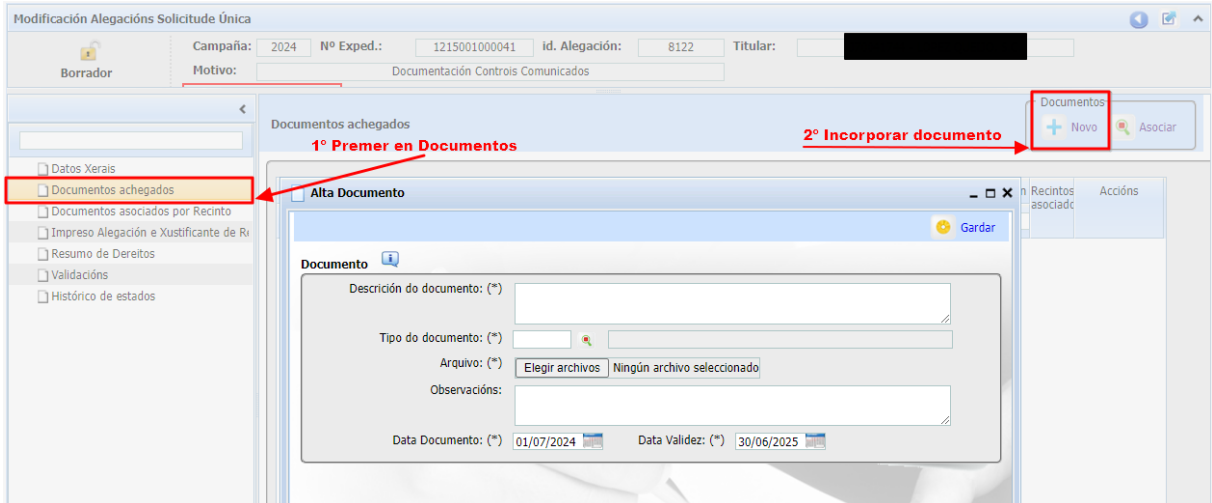 Modificación Alegacións Solicitude Única
Campaña: 2024 Nº Exped.: 1215001000041 id. Alegación: 8122 Titular:
Borrador
Motivo: Documentación Controis Comunicados
Documentos
Novo Asociar
Documentos achegados
1º Premer en Documentos
2º Incorporar documento
Datos Xerais
Documentos achegados
Documentos asociados por Recinto
Impreso Alegación e Xustificante de
Resumo de Dereitos
Validacións
Histórico de estados
Recintos
Accións
Alta Documento
Gardar
Documento
Descrición do documento: (*)
Tipo do documento: (*)
Arquivo: (*) Elegir archivos Ningún archivo seleccionado
Observacións:
Data Documento: (*) 01/07/2024 Data Validez: (*) 30/06/2025